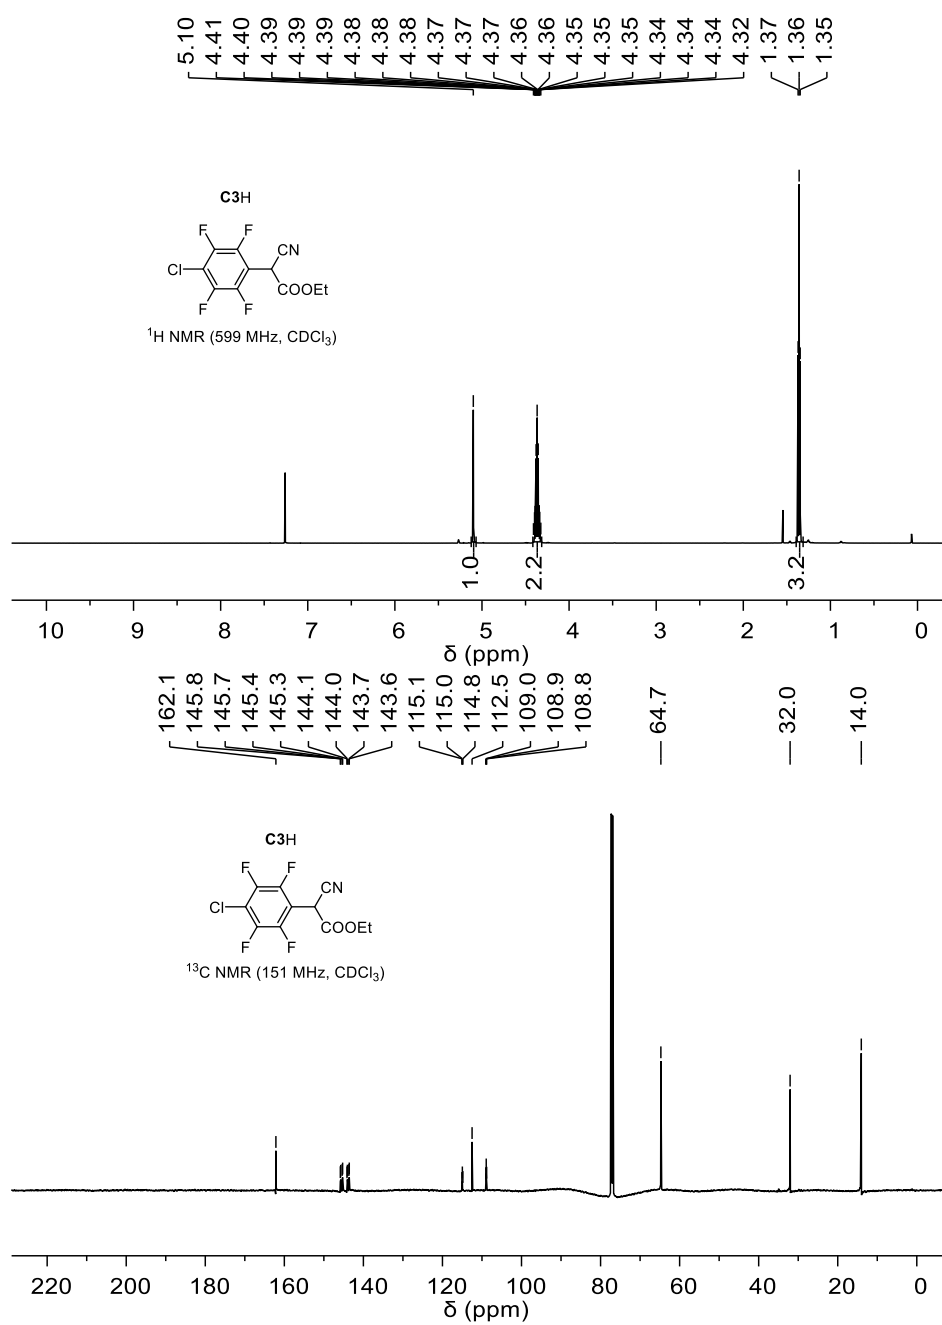 5.10 4.41 4.40 4.39 4.39 4.39 4.38 4.38 4.38 4.37 4.37 4.37 4.36 4.36 4.35 4.35 4.35 4.34 4.34 4.34 4.32 1.37 1.36 1.35
C3H
F F
CN
Cl
COOEt
F F
¹H NMR (599 MHz, CDCl₃)
1.0 2.2 3.2
10 9 8 7 6 5 4 3 2 1 0
δ (ppm)
162.1 145.8 145.7 145.4 145.3 144.1 144.0 143.7 143.6 115.1 115.0 114.8 112.5 109.0 108.9 108.8 64.7 32.0 14.0
C3H
F F
CN
Cl
COOEt
F F
¹³C NMR (151 MHz, CDCl₃)
220 200 180 160 140 120 100 80 60 40 20 0
δ (ppm)